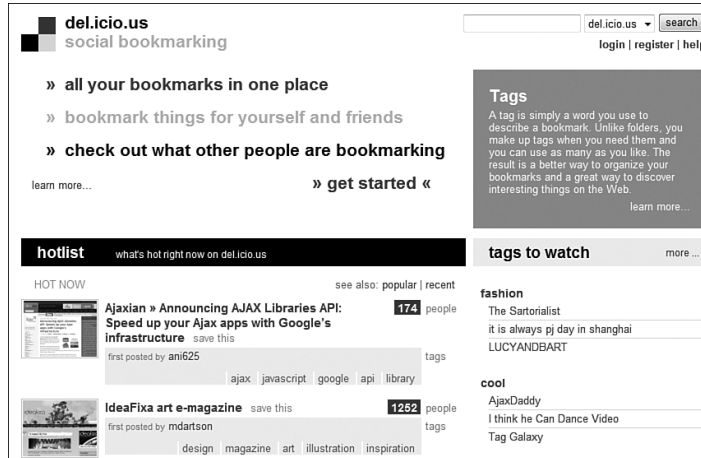 del.icio.us
social bookmarking
del.icio.us
search
login | register | help
» all your bookmarks in one place
» bookmark things for yourself and friends
» check out what other people are bookmarking
learn more...
» get started «
Tags
A tag is simply a word you use to
describe a bookmark. Unlike folders, you
make up tags when you need them and
you can use as many as you like. The
result is a better way to organize your
bookmarks and a great way to discover
interesting things on the Web.
learn more...
hotlist
what's hot right now on del.icio.us
HOT NOW
see also: popular | recent
Ajaxian » Announcing AJAX Libraries API:
Speed up your Ajax apps with Google's
infrastructure save this
174 people
first posted by ani625
tags
ajax javascript google api library
IdeaFixa art e-magazine save this
1252 people
first posted by mdartson
tags
design magazine art illustration inspiration
tags to watch
more ...
fashion
The Sartorialist
it is always pj day in shanghai
LUCYANDBART
cool
AjaxDaddy
I think he Can Dance Video
Tag Galaxy